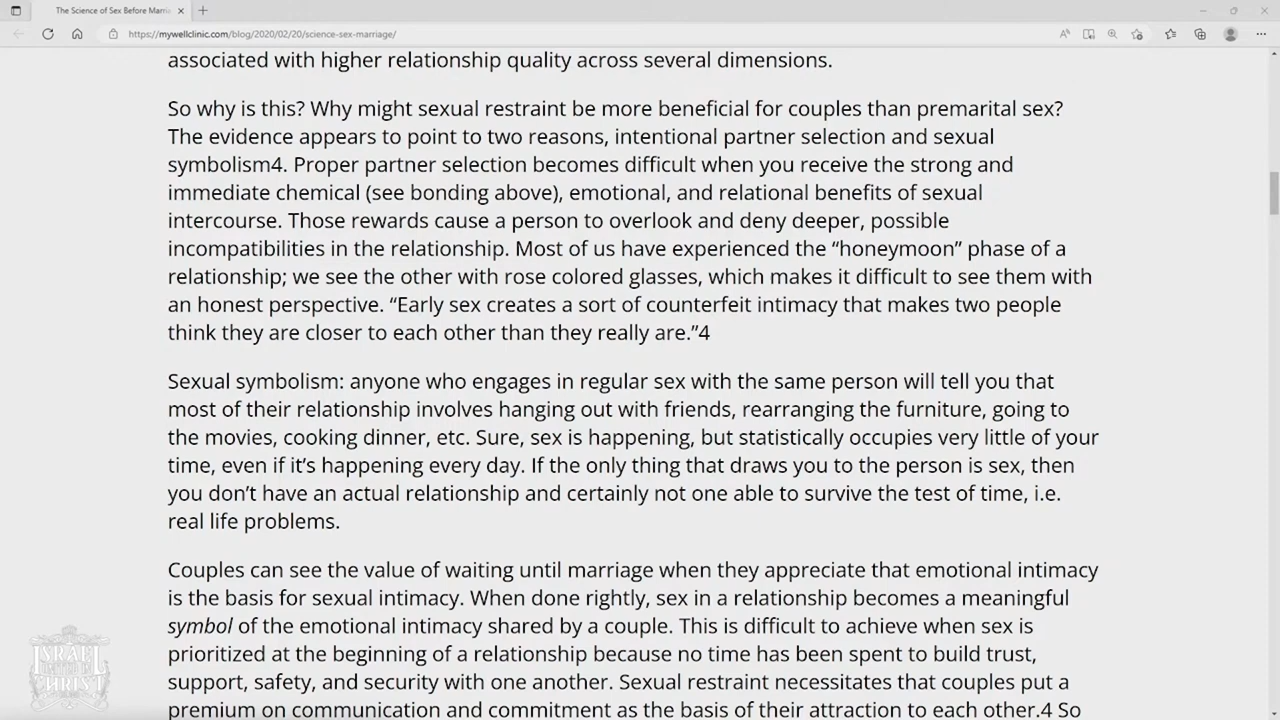 The Science of Sex Before Marri
https://mywellclinic.com/blog/2020/02/20/science-sex-marriage/
associated with higher relationship quality across several dimensions.
So why is this? Why might sexual restraint be more beneficial for couples than premarital sex?
The evidence appears to point to two reasons, intentional partner selection and sexual
symbolism4. Proper partner selection becomes difficult when you receive the strong and
immediate chemical (see bonding above), emotional, and relational benefits of sexual
intercourse. Those rewards cause a person to overlook and deny deeper, possible
incompatibilities in the relationship. Most of us have experienced the “honeymoon” phase of a
relationship; we see the other with rose colored glasses, which makes it difficult to see them with
an honest perspective. “Early sex creates a sort of counterfeit intimacy that makes two people
think they are closer to each other than they really are.”4
Sexual symbolism: anyone who engages in regular sex with the same person will tell you that
most of their relationship involves hanging out with friends, rearranging the furniture, going to
the movies, cooking dinner, etc. Sure, sex is happening, but statistically occupies very little of your
time, even if it’s happening every day. If the only thing that draws you to the person is sex, then
you don’t have an actual relationship and certainly not one able to survive the test of time, i.e.
real life problems.
Couples can see the value of waiting until marriage when they appreciate that emotional intimacy
is the basis for sexual intimacy. When done rightly, sex in a relationship becomes a meaningful
symbol of the emotional intimacy shared by a couple. This is difficult to achieve when sex is
prioritized at the beginning of a relationship because no time has been spent to build trust,
support, safety, and security with one another. Sexual restraint necessitates that couples put a
premium on communication and commitment as the basis of their attraction to each other.4 So
ISRAEL
CHRIST